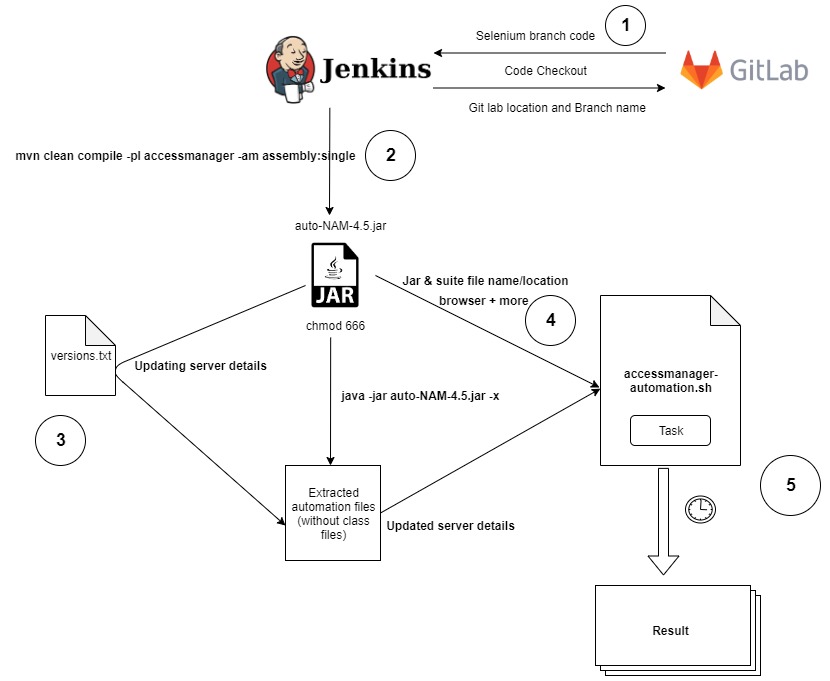 1
Selenium branch code
Jenkins
Code Checkout
GitLab
Git lab location and Branch name
mvn clean compile -pl accessmanager -am assembly:single
2
auto-NAM-4.5.jar
JAR
Jar & suite file name/location
browser + more
4
chmod 666
versions.txt
Updating server details
accessmanager-
automation.sh
java -jar auto-NAM-4.5.jar -x
Task
3
5
Extracted
automation files
(without class
files)
Updated server details
Result